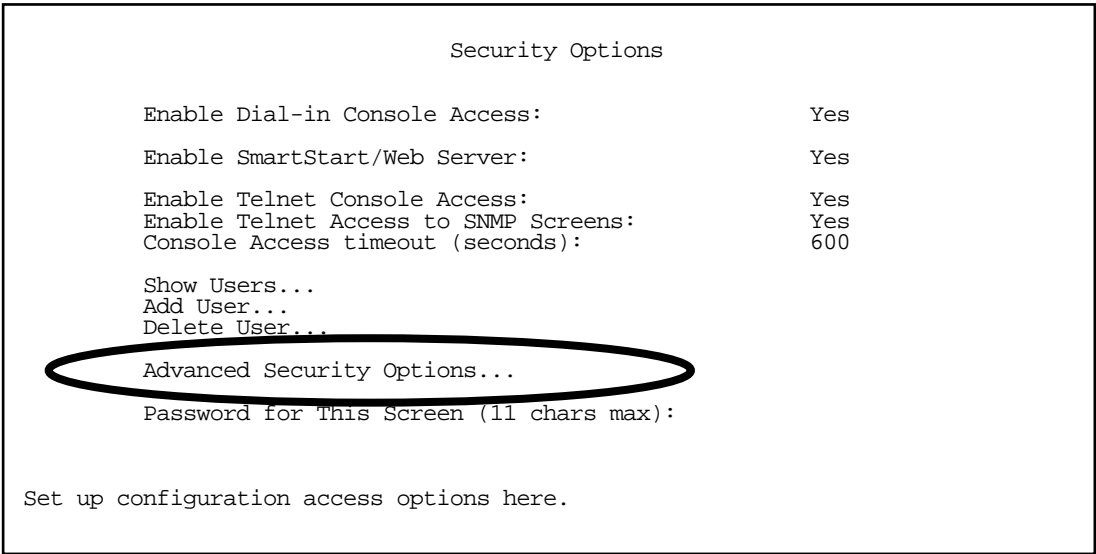 Security Options
Enable Dial-in Console Access: Yes
Enable SmartStart/Web Server: Yes
Enable Telnet Console Access: Yes
Enable Telnet Access to SNMP Screens: Yes
Console Access timeout (seconds): 600
Show Users...
Add User...
Delete User...
Advanced Security Options...
Password for This Screen (11 chars max):
Set up configuration access options here.